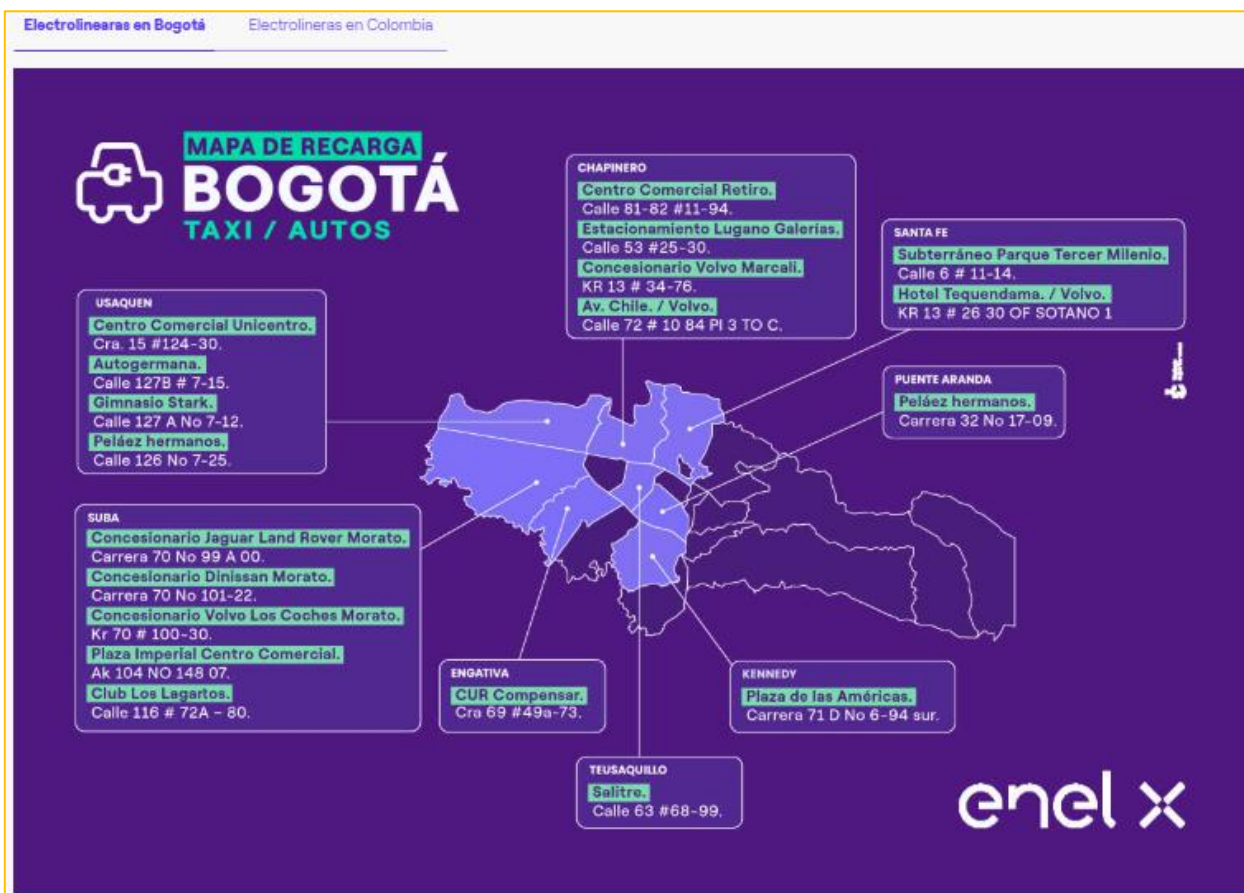 Electrolinearas en Bogotá
Electrolineras en Colombia
MAPA DE RECARGA
BOGOTÁ
TAXI / AUTOS
CHAPINERO
Centro Comercial Retiro.
Calle 81-82 #11-94.
Estacionamiento Lugano Galerías.
Calle 53 #25-30.
Concesionario Volvo Marcali.
KR 13 # 34-76.
Av. Chile. / Volvo.
Calle 72 # 10 84 PI 3 TO C.
SANTA FE
Subterráneo Parque Tercer Milenio.
Calle 6 # 11-14.
Hotel Tequendama. / Volvo.
KR 13 # 26 30 OF SOTANO 1
USAQUEN
Centro Comercial Unicentro.
Cra. 15 #124-30.
Autogermana.
Calle 127B # 7-15.
Gimnasio Stark.
Calle 127 A No 7-12.
Peláez hermanos.
Calle 126 No 7-25.
PUENTE ARANDA
Peláez hermanos.
Carrera 32 No 17-09.
SUBA
Concesionario Jaguar Land Rover Morato.
Carrera 70 No 99 A 00.
Concesionario Dinissan Morato.
Carrera 70 No 101-22.
Concesionario Volvo Los Coches Morato.
Kr 70 # 100-30.
Plaza Imperial Centro Comercial.
Ak 104 NO 148 07.
Club Los Lagartos.
Calle 116 # 72A - 80.
ENGATIVA
CUR Compensar.
Cra 69 #49a-73.
KENNEDY
Plaza de las Américas.
Carrera 71 D No 6-94 sur.
TEUSAQUILLO
Salitre.
Calle 63 #68-99.
enel x